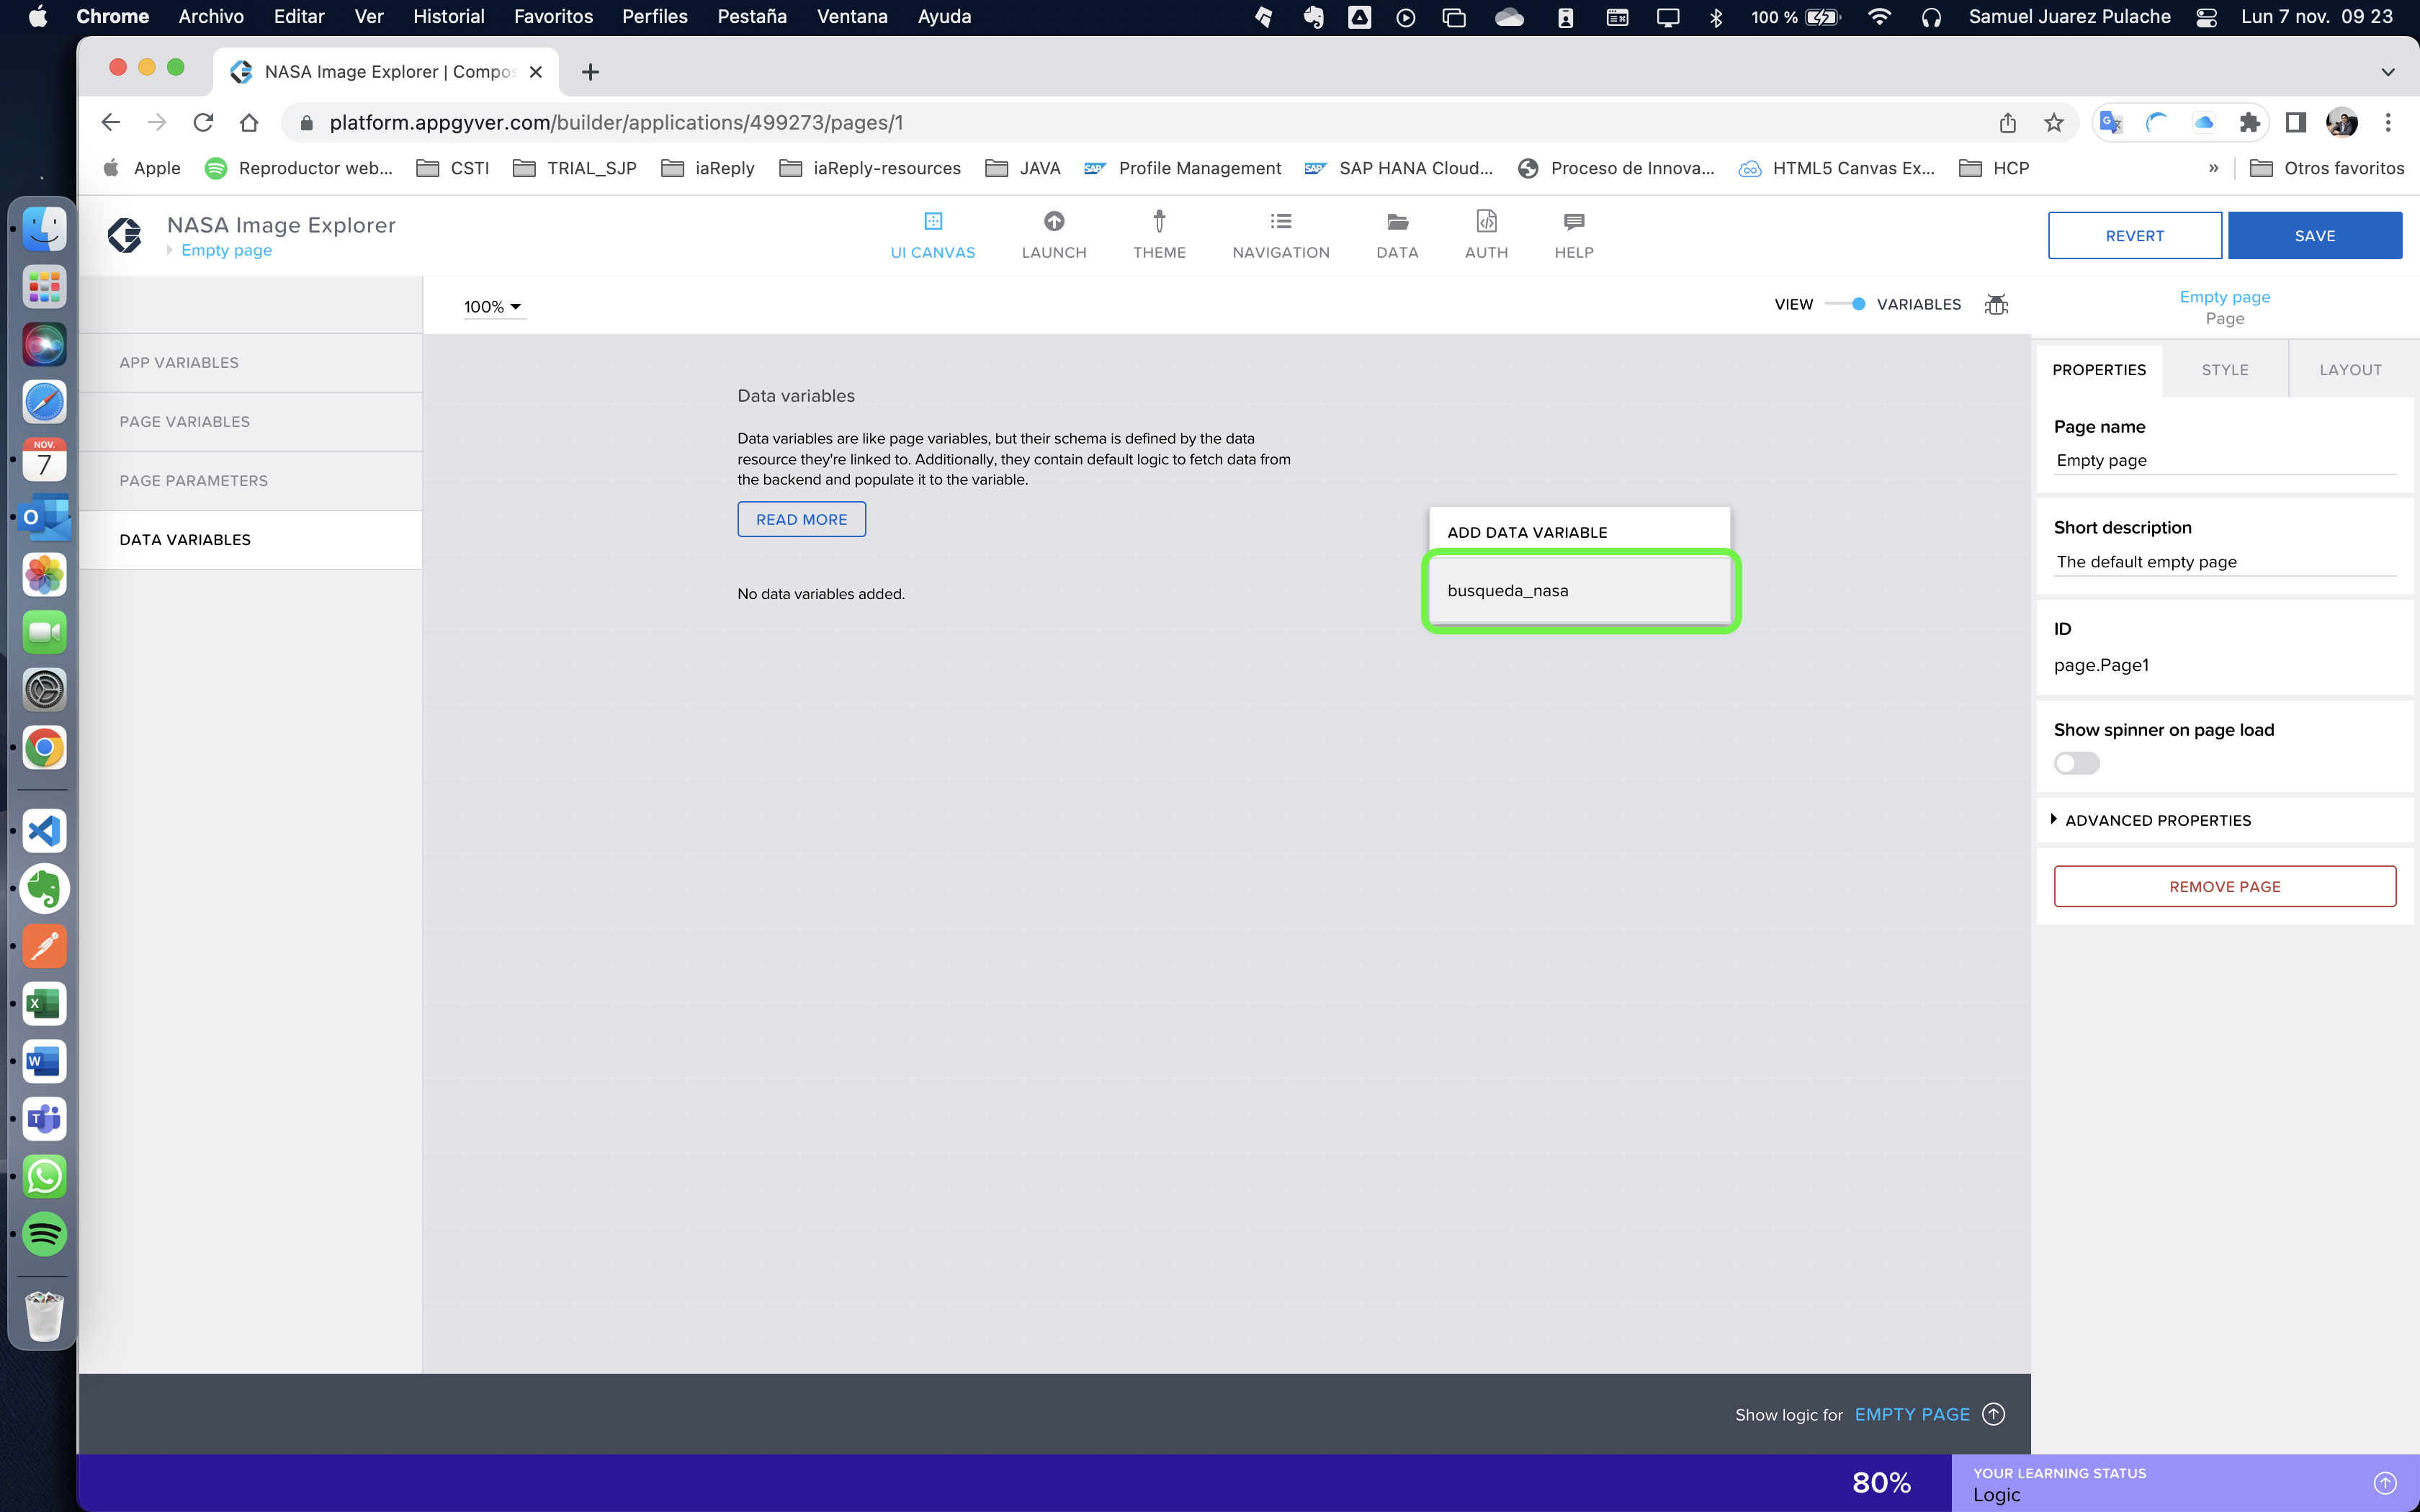 Chrome Archivo Editar Ver Historial Favoritos Perfiles Pestaña Ventana Ayuda 100 % Samuel Juarez Pulache Lun 7 nov. 09 23
NASA Image Explorer | Compos
platform.appgyver.com/builder/applications/499273/pages/1
Apple Reproductor web... CSTI TRIAL_SJP iaReply iaReply-resources JAVA SAP Profile Management SAP SAP HANA Cloud... Proceso de Innova... HTML5 Canvas Ex... HCP » Otros favoritos
NASA Image Explorer
Empty page
UI CANVAS LAUNCH THEME NAVIGATION DATA AUTH HELP
REVERT SAVE
100% VIEW VARIABLES
Empty page
Page
APP VARIABLES
PAGE VARIABLES
PAGE PARAMETERS
DATA VARIABLES
Data variables
Data variables are like page variables, but their schema is defined by the data
resource they're linked to. Additionally, they contain default logic to fetch data from
the backend and populate it to the variable.
READ MORE
No data variables added.
ADD DATA VARIABLE
busqueda_nasa
PROPERTIES STYLE LAYOUT
Page name
Empty page
Short description
The default empty page
ID
page.Page1
Show spinner on page load
ADVANCED PROPERTIES
REMOVE PAGE
NOV.
7
Show logic for EMPTY PAGE
80%
YOUR LEARNING STATUS
Logic